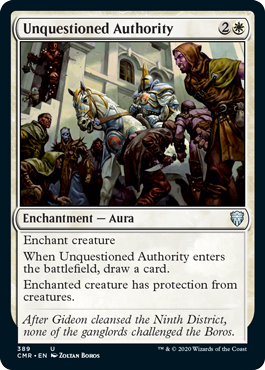 Unquestioned Authority 2
Enchantment — Aura
Enchant creature
When Unquestioned Authority enters
the battlefield, draw a card.
Enchanted creature has protection from
creatures.
After Gideon cleansed the Ninth District,
none of the ganglords challenged the Boros.
389 U
CMR • EN Zoltan Boros
™ & © 2020 Wizards of the Coast